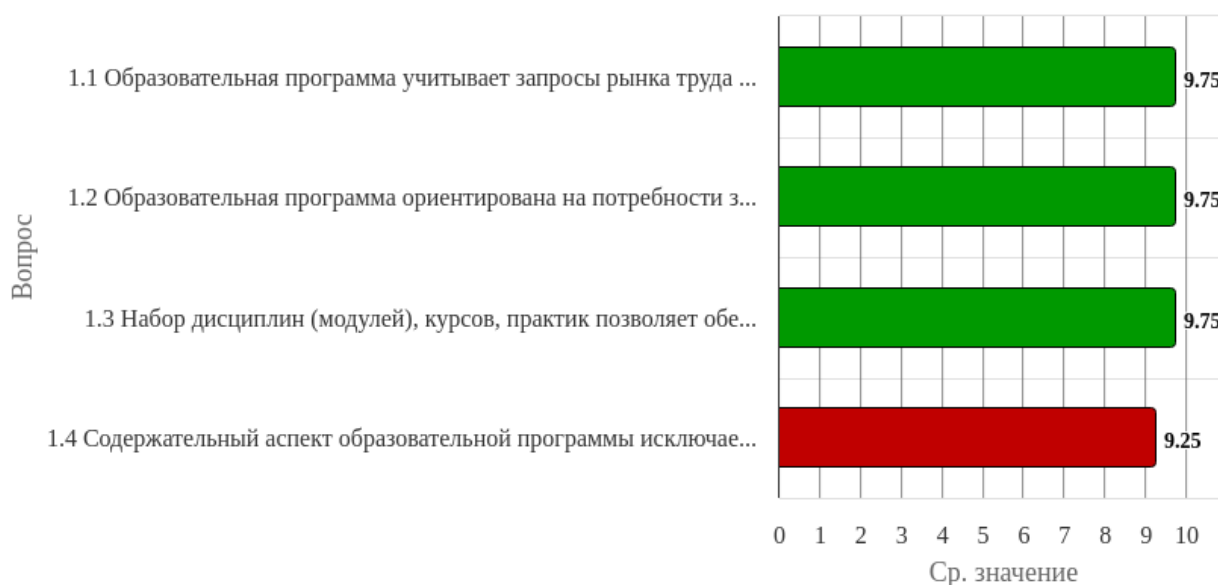 1.1 Образовательная программа учитывает запросы рынка труда ...
9.75
1.2 Образовательная программа ориентирована на потребности з...
9.75
1.3 Набор дисциплин (модулей), курсов, практик позволяет обе...
9.75
1.4 Содержательный аспект образовательной программы исключае...
9.25
Вопрос
0 1 2 3 4 5 6 7 8 9 10
Ср. значение